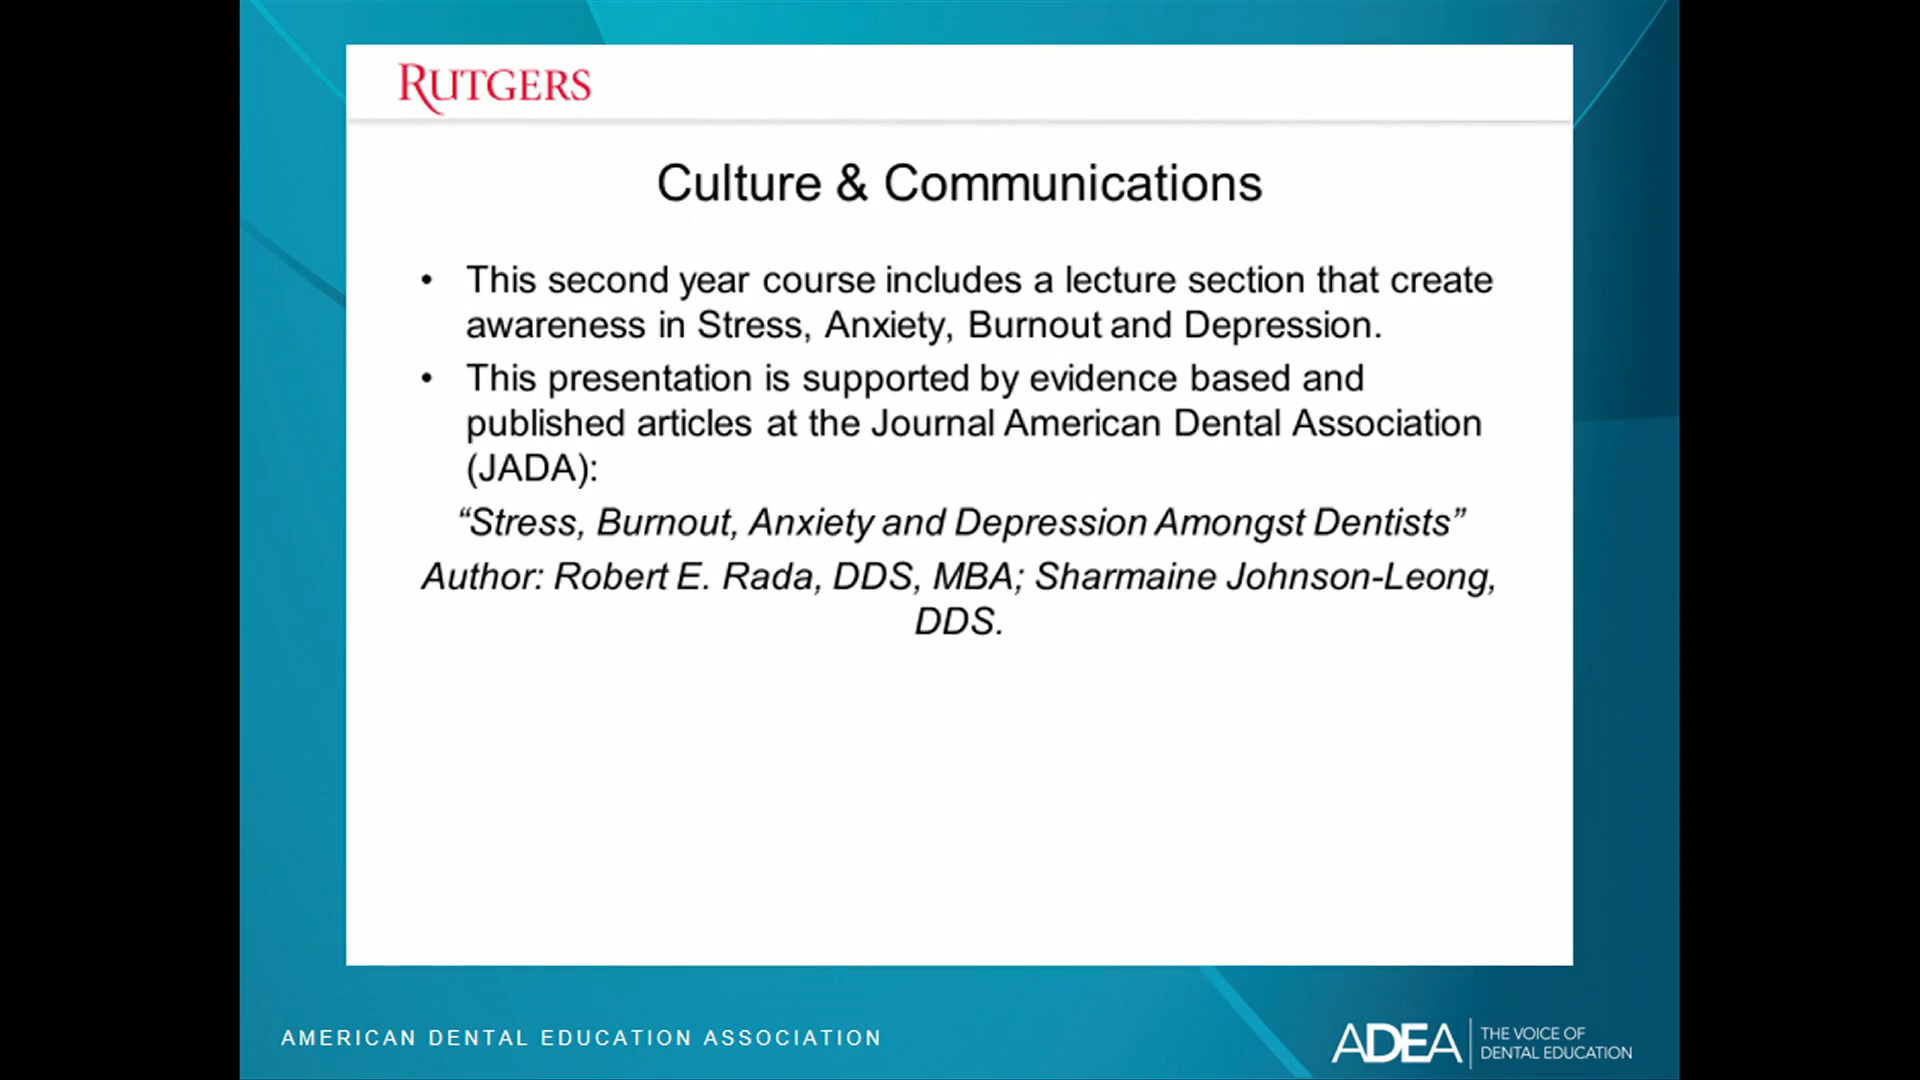 RUTGERS
Culture & Communications
• This second year course includes a lecture section that create
awareness in Stress, Anxiety, Burnout and Depression.
• This presentation is supported by evidence based and
published articles at the Journal American Dental Association
(JADA):
“Stress, Burnout, Anxiety and Depression Amongst Dentists”
Author: Robert E. Rada, DDS, MBA; Sharmaine Johnson-Leong,
DDS.
AMERICAN DENTAL EDUCATION ASSOCIATION
ADEA
THE VOICE OF
DENTAL EDUCATION